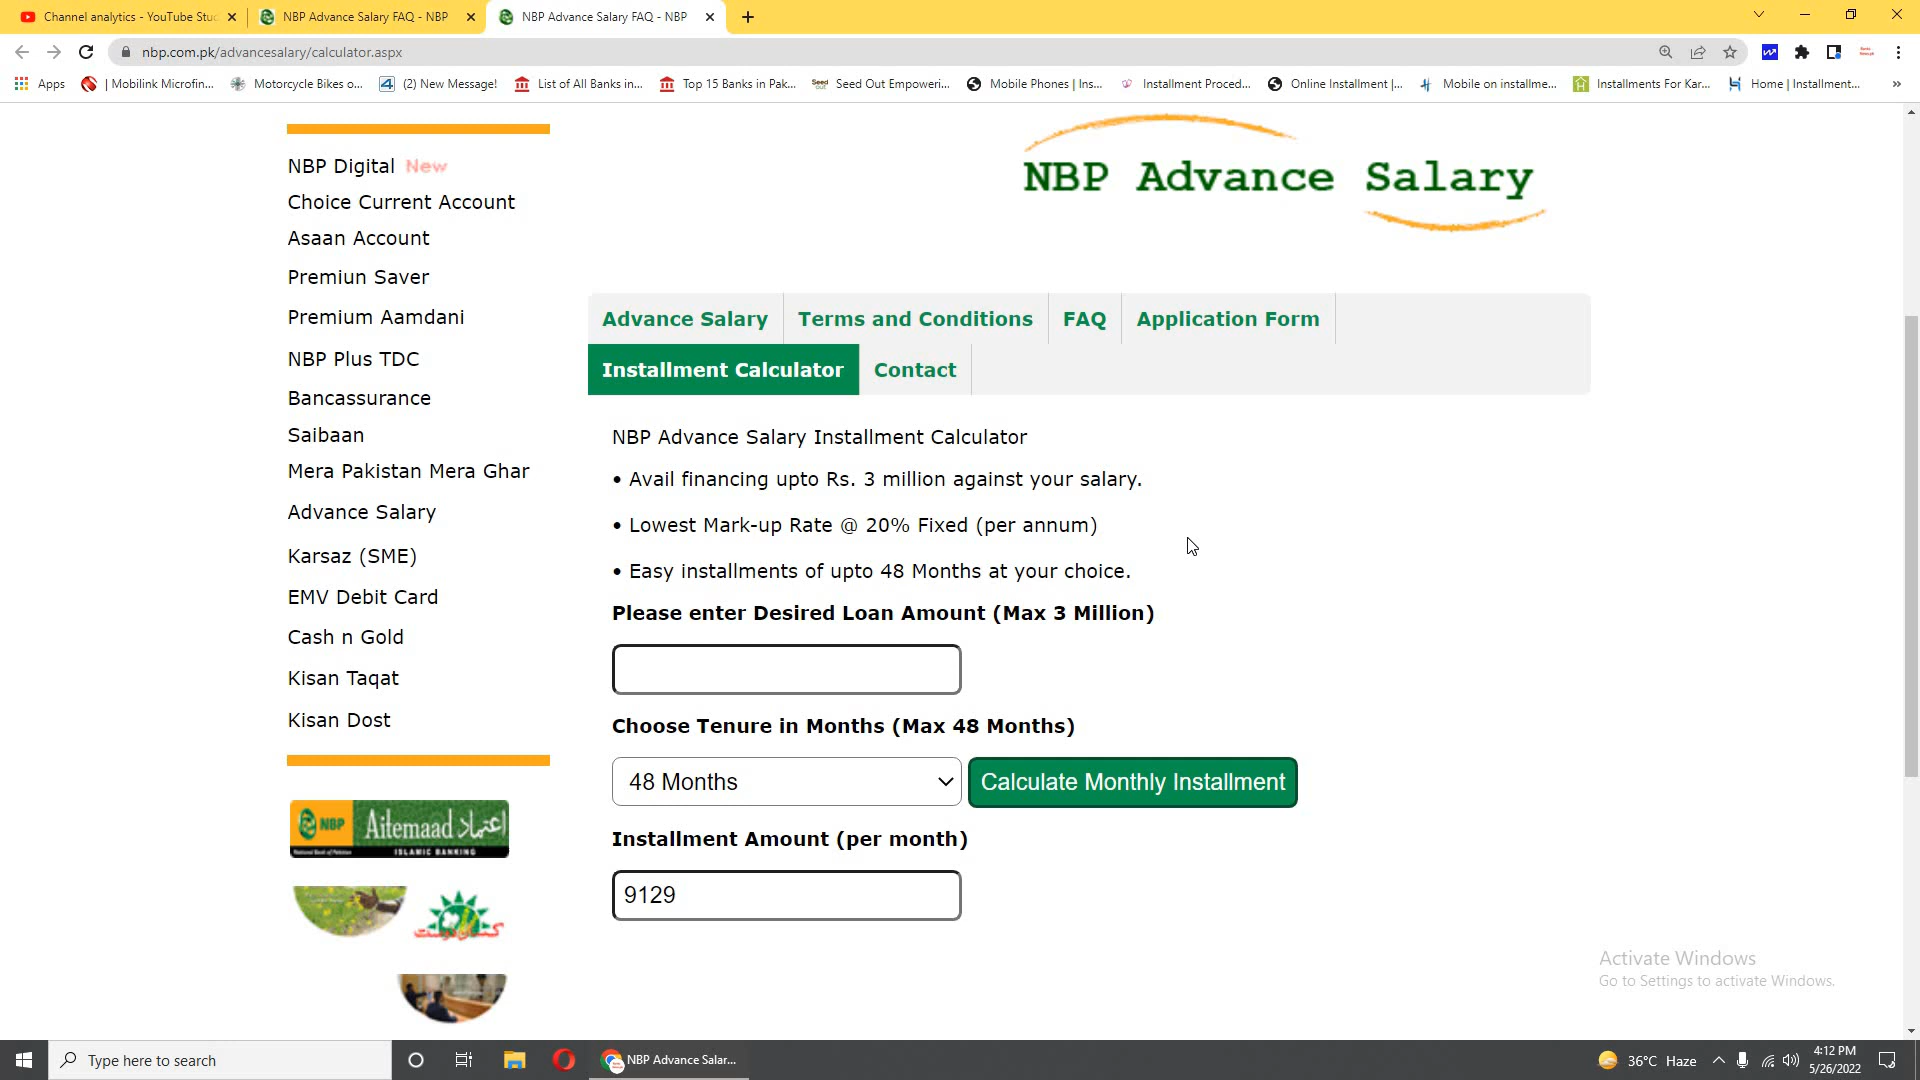 Channel analytics - YouTube Stud
NBP Advance Salary FAQ - NBP
NBP Advance Salary FAQ - NBP
nbp.com.pk/advancesalary/calculator.aspx
Apps
| Mobilink Microfin...
Motorcycle Bikes o...
(2) New Message!
List of All Banks in...
Top 15 Banks in Pak...
Seed Out Empoweri...
Mobile Phones | Ins...
Installment Proced...
Online Installment |...
Mobile on installme...
Installments For Kar...
Home | Installment...
»
NBP Advance Salary
NBP Digital New
Choice Current Account
Asaan Account
Premiun Saver
Premium Aamdani
NBP Plus TDC
Bancassurance
Saibaan
Mera Pakistan Mera Ghar
Advance Salary
Karsaz (SME)
EMV Debit Card
Cash n Gold
Kisan Taqat
Kisan Dost
NBP
Aitemaad اعتماد
National Bank of Pakistan
ISLAMIC BANKING
کسان دوست
Advance Salary
Terms and Conditions
FAQ
Application Form
Installment Calculator
Contact
NBP Advance Salary Installment Calculator
• Avail financing upto Rs. 3 million against your salary.
• Lowest Mark-up Rate @ 20% Fixed (per annum)
• Easy installments of upto 48 Months at your choice.
Please enter Desired Loan Amount (Max 3 Million)
Choose Tenure in Months (Max 48 Months)
48 Months
Calculate Monthly Installment
Installment Amount (per month)
9129
Activate Windows
Go to Settings to activate Windows.
Type here to search
NBP Advance Salar...
36°C Haze
4:12 PM
5/26/2022